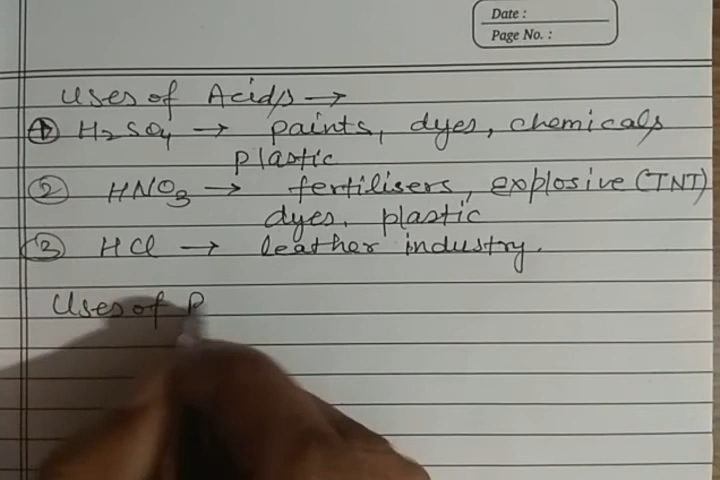 Date :
Page No. :
Uses of Acids →
① H2SO4 → paints, dyes, chemicals
plastic
② HNO3 → fertilisers, explosive (TNT)
dyes, plastic
③ HCl → leather industry.
Uses of